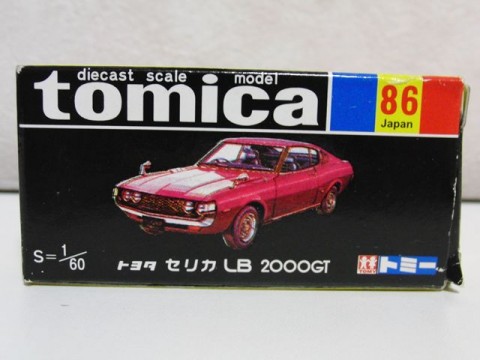 diecast scale model
tomica
86
Japan
S=1/60
トヨタ セリカ LB 2000GT
トミー